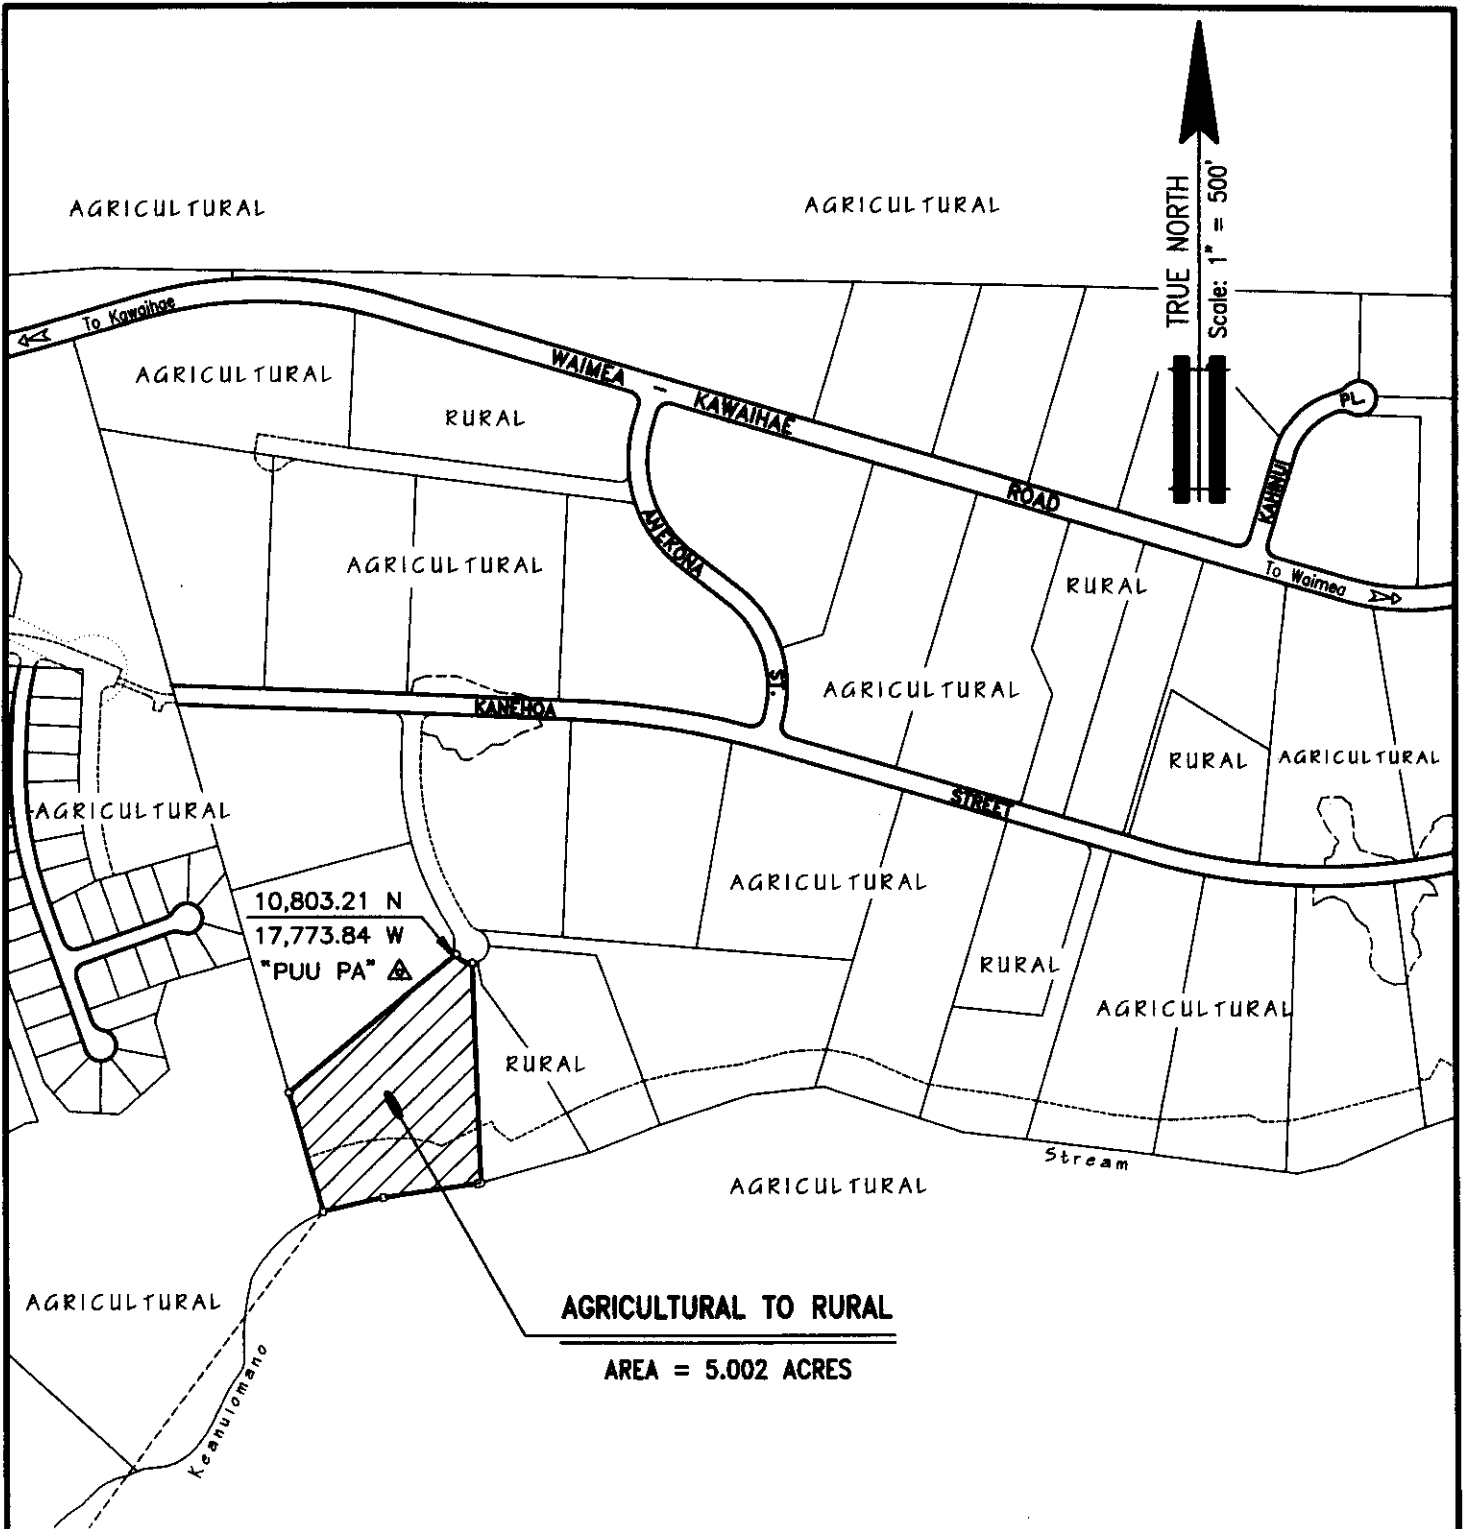 AGRICULTURAL
AGRICULTURAL
TRUE NORTH
Scale: 1" = 500'
To Kawaihae
AGRICULTURAL
RURAL
WAIMEA - KAWAIHAE ROAD
PL.
KAHINUI
To Waimea
AWEKONA ST.
AGRICULTURAL
RURAL
AGRICULTURAL
KANEHOA STREET
RURAL
AGRICULTURAL
AGRICULTURAL
AGRICULTURAL
10,803.21 N
17,773.84 W
"PUU PA"
RURAL
AGRICULTURAL
RURAL
Stream
AGRICULTURAL
AGRICULTURAL
AGRICULTURAL TO RURAL
AREA = 5.002 ACRES
Keanuiomano